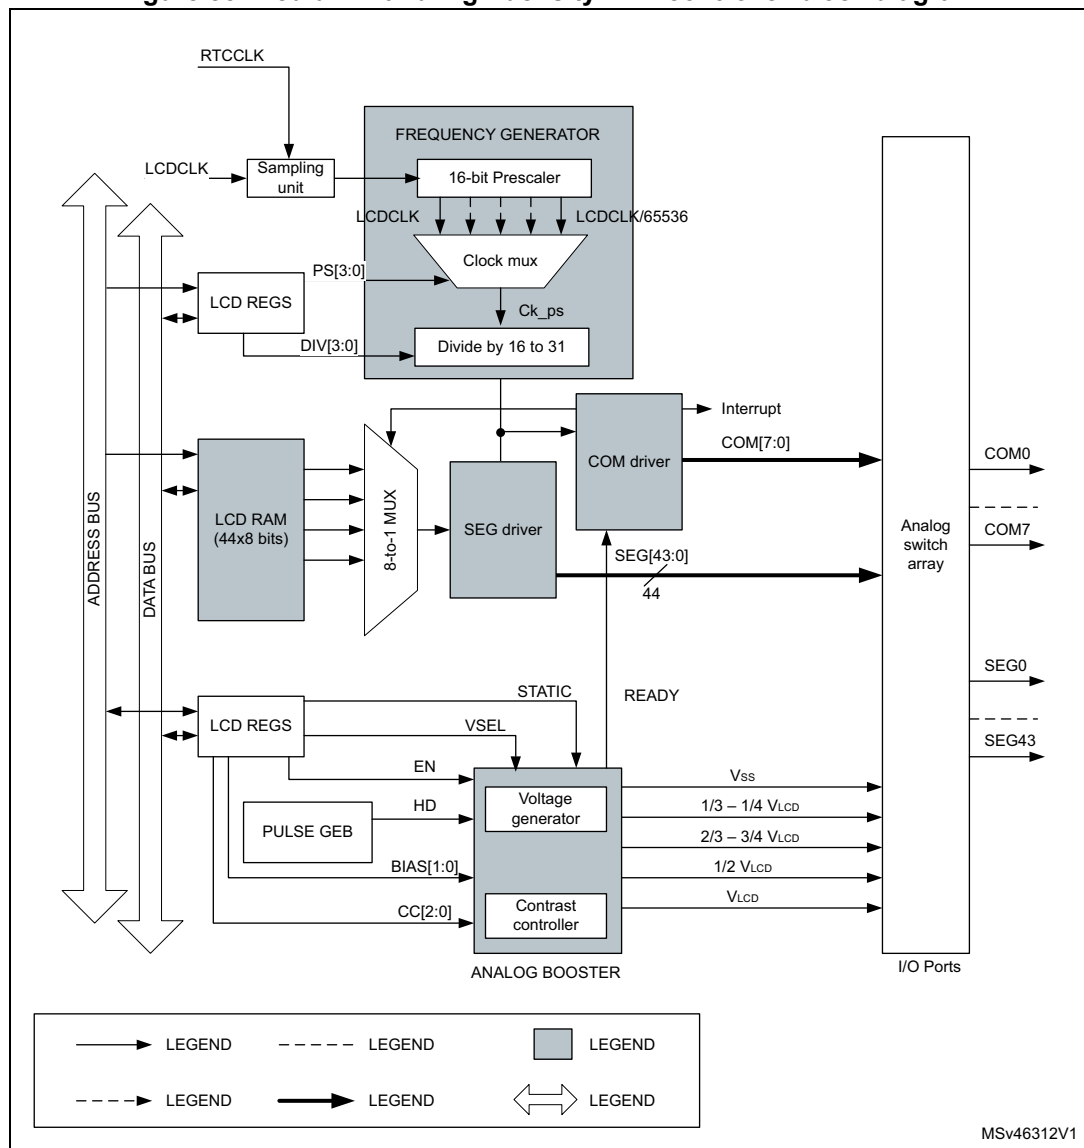 RTCCLK
FREQUENCY GENERATOR
LCDCLK
Sampling
unit
16-bit Prescaler
LCDCLK
LCDCLK/65536
Clock mux
PS[3:0]
LCD REGS
Ck_ps
DIV[3:0]
Divide by 16 to 31
Interrupt
COM[7:0]
COM driver
COM0
COM7
ADDRESS BUS
DATA BUS
LCD RAM
(44x8 bits)
8-to-1 MUX
SEG driver
SEG[43:0]
44
Analog
switch
array
SEG0
SEG43
STATIC
READY
LCD REGS
VSEL
EN
HD
PULSE GEB
BIAS[1:0]
CC[2:0]
Voltage
generator
Contrast
controller
ANALOG BOOSTER
VSS
1/3 – 1/4 VLCD
2/3 – 3/4 VLCD
1/2 VLCD
VLCD
I/O Ports
LEGEND
LEGEND
LEGEND
LEGEND
LEGEND
LEGEND
MSv46312V1